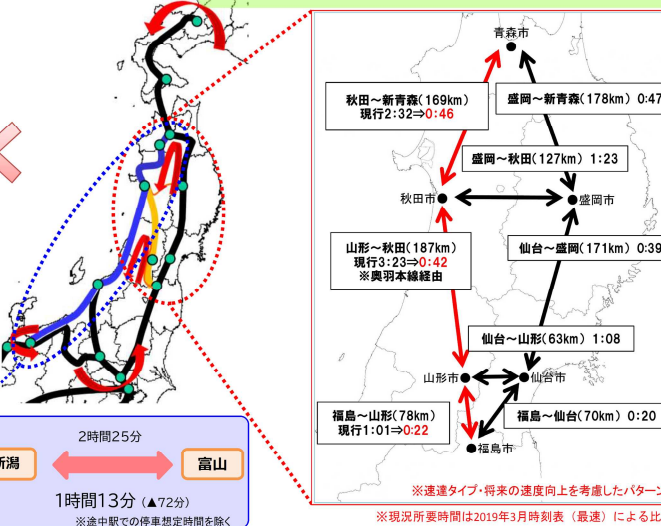 青森市
秋田～新青森(169km)
現行2:32⇒0:46
盛岡～新青森(178km) 0:47
盛岡～秋田(127km) 1:23
秋田市
盛岡市
山形～秋田(187km)
現行3:23⇒0:42
※奥羽本線経由
仙台～盛岡(171km) 0:39
仙台～山形(63km) 1:08
山形市
仙台市
福島～山形(78km)
現行1:01⇒0:22
福島～仙台(70km) 0:20
福島市
※速達タイプ・将来の速度向上を考慮したパターン
※現況所要時間は2019年3月時刻表（最速）による比
2時間25分
新潟
富山
1時間13分 (▲72分)
※途中駅での停車想定時間を除く